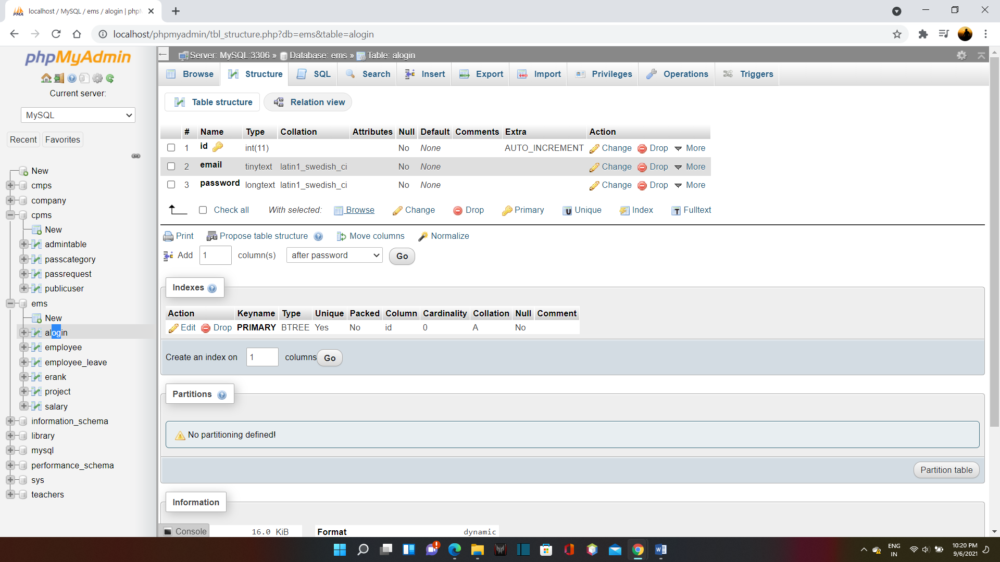 localhost / MySQL / ems / alogin | phpM
localhost/phpmyadmin/tbl_structure.php?db=ems&table=alogin
phpMyAdmin
Current server:
MySQL
Recent Favorites
New
cmps
company
cpms
New
admintable
passcategory
passrequest
publicuser
ems
New
alogin
employee
employee_leave
erank
project
salary
information_schema
library
mysql
performance_schema
sys
teachers
Server: MySQL:3306 » Database: ems » Table: alogin
Browse Structure SQL Search Insert Export Import Privileges Operations Triggers
Table structure Relation view
# Name Type Collation Attributes Null Default Comments Extra Action
1 id int(11) No None AUTO_INCREMENT Change Drop More
2 email tinytext latin1_swedish_ci No None Change Drop More
3 password longtext latin1_swedish_ci No None Change Drop More
Check all With selected: Browse Change Drop Primary Unique Index Fulltext
Print Propose table structure Move columns Normalize
Add 1 column(s) after password Go
Indexes
Action Keyname Type Unique Packed Column Cardinality Collation Null Comment
Edit Drop PRIMARY BTREE Yes No id 0 A No
Create an index on 1 columns Go
Partitions
No partitioning defined!
Partition table
Information
Console 16.0 KiB Format dynamic
ENG
IN
10:20 PM
9/6/2021